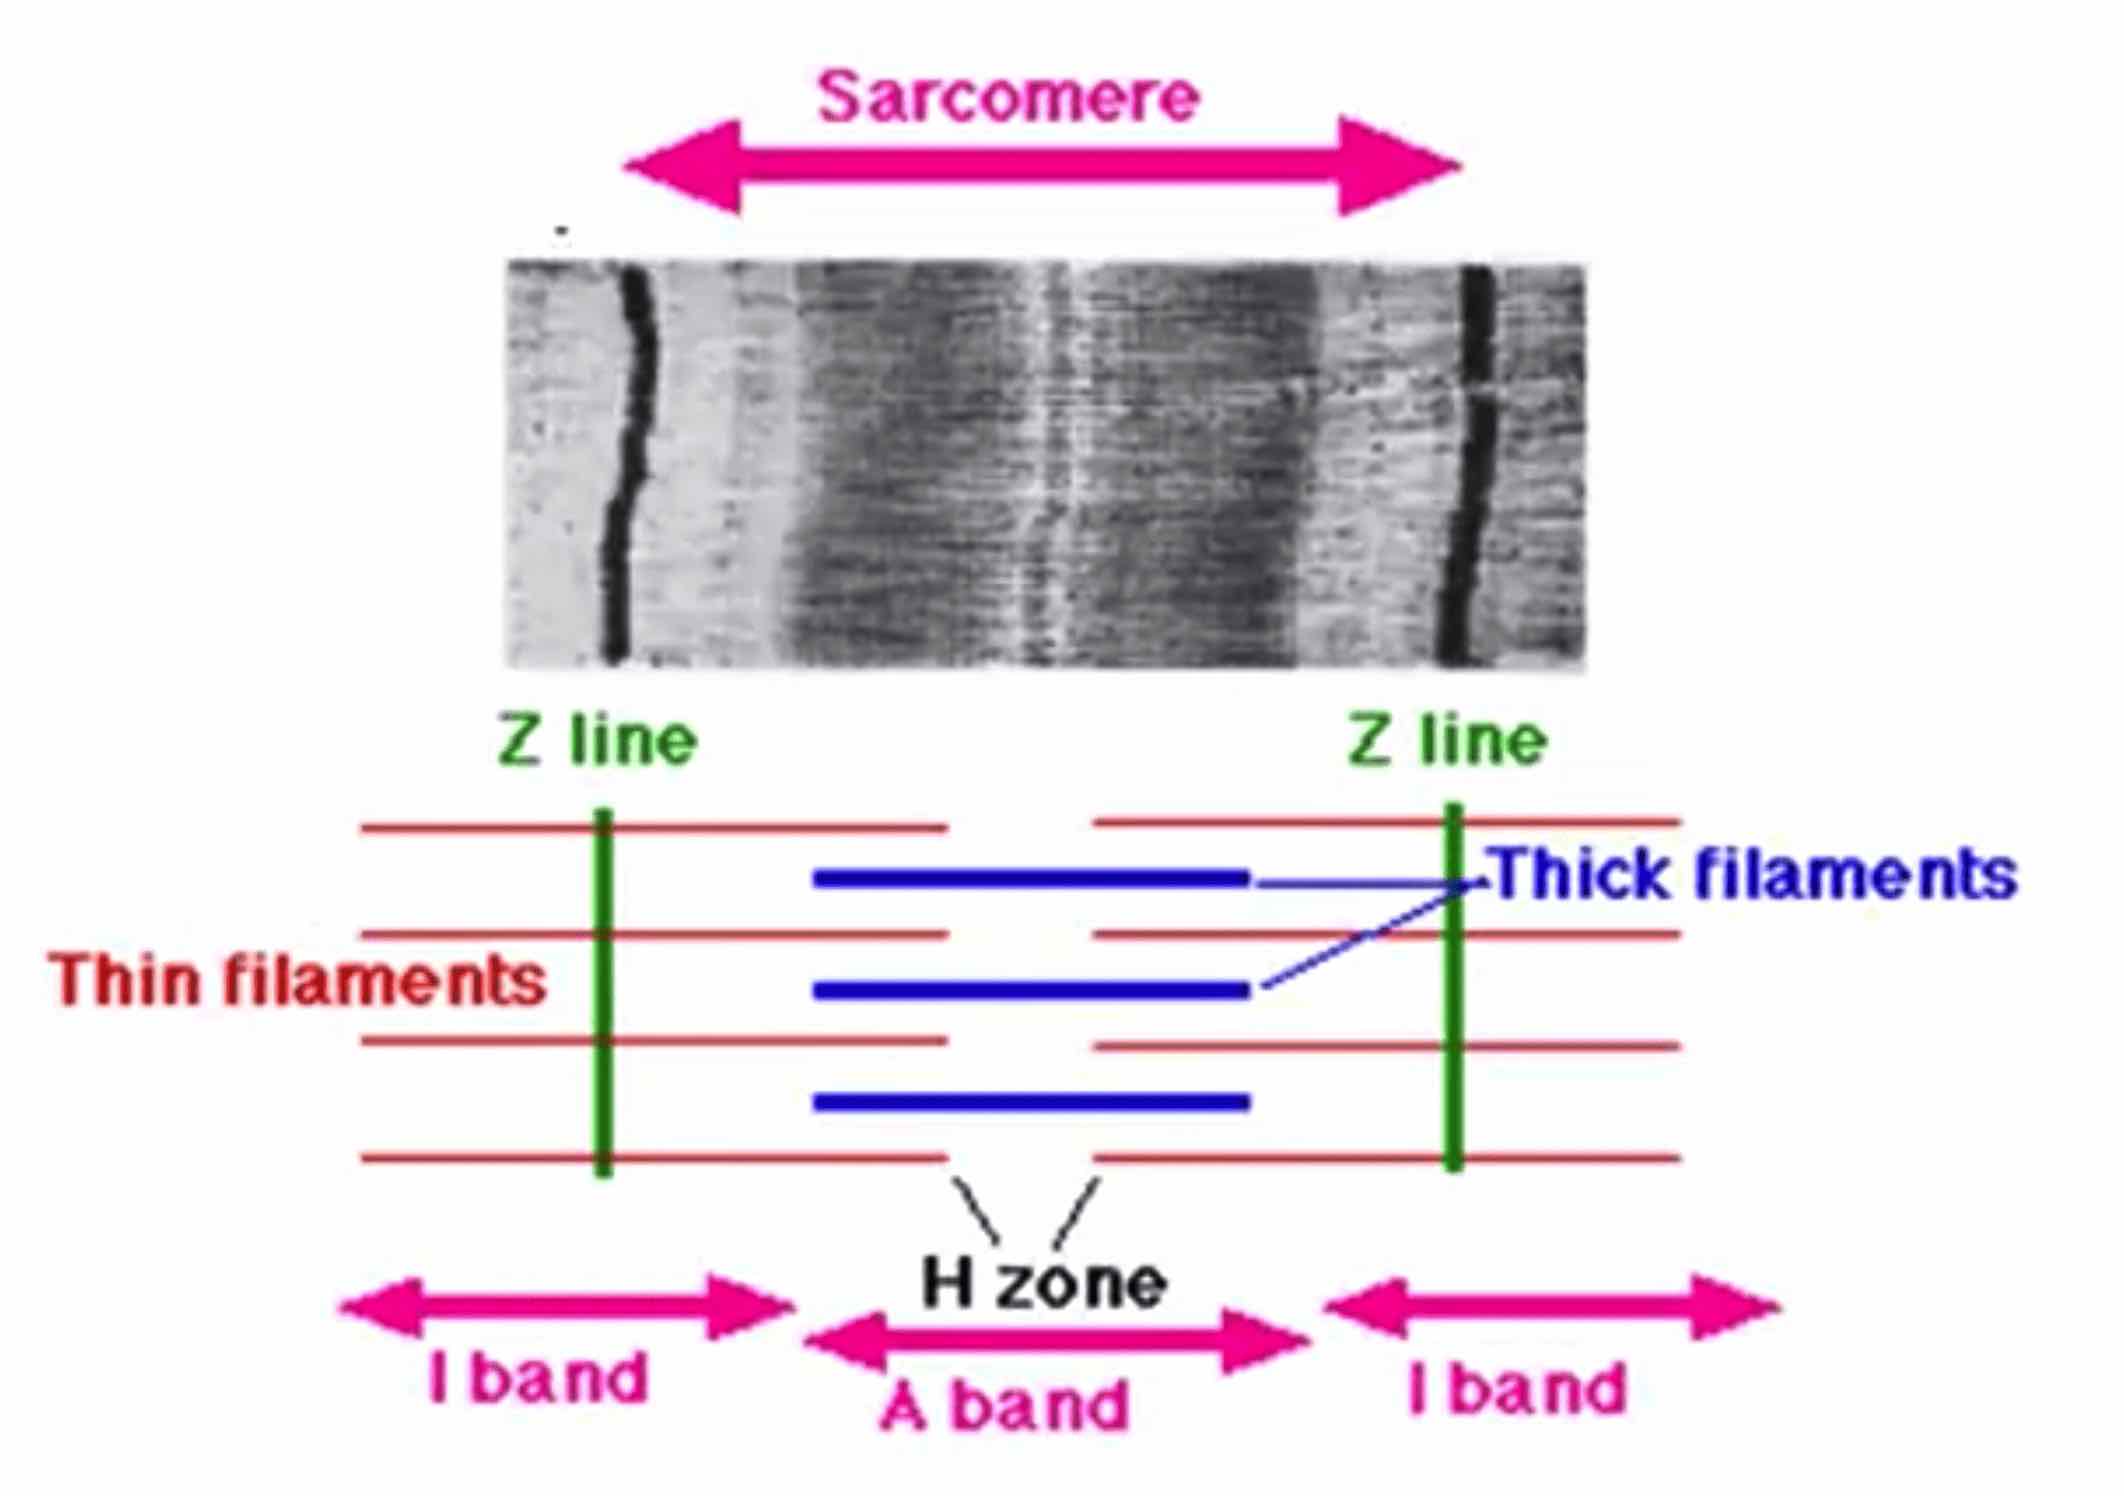 Sarcomere
Z line
Z line
Thick filaments
Thin filaments
H zone
I band
A band
I band